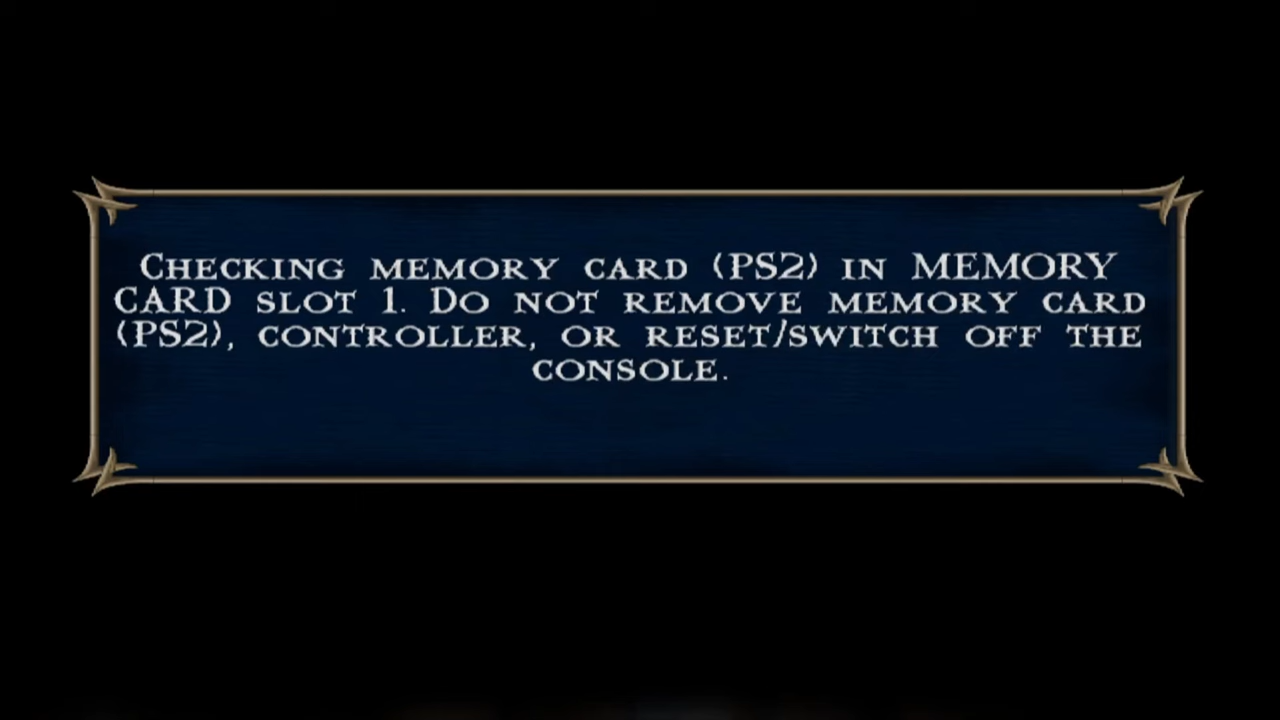 Checking memory card (PS2) in MEMORY
CARD slot 1. Do not remove memory card
(PS2), controller, or reset/switch off the
console.